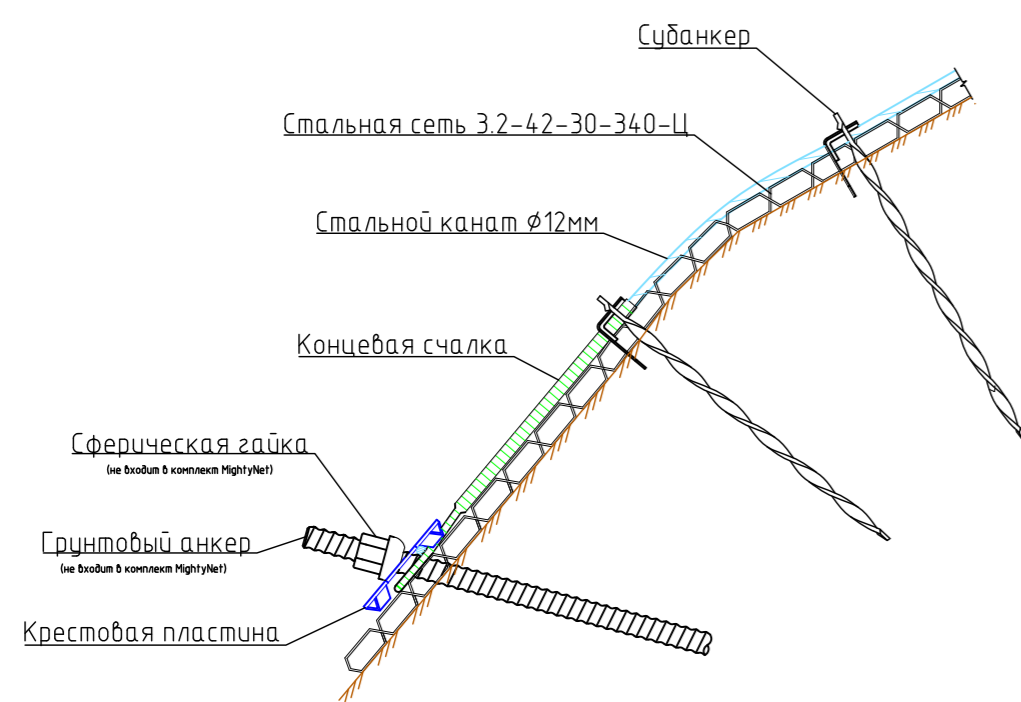 Субанкер
Стальная сеть 3.2-42-30-340-Ц
Стальной канат ϕ12мм
Концевая счалка
Сферическая гайка
(не входит в комплект MightyNet)
Грунтовый анкер
(не входит в комплект MightyNet)
Крестовая пластина